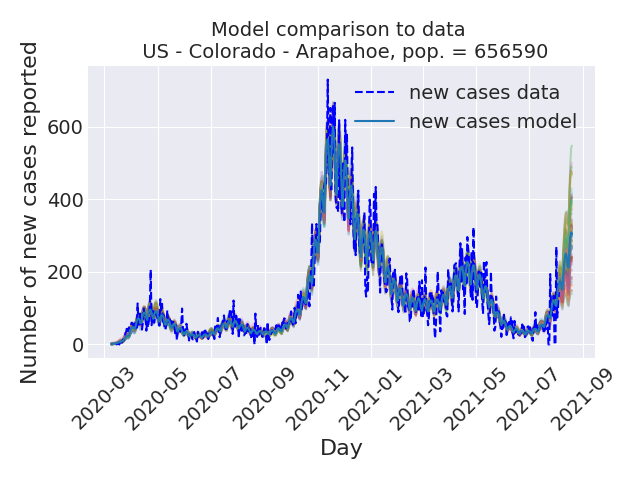 Model comparison to data
US - Colorado - Arapahoe, pop. = 656590
new cases data
new cases model
Number of new cases reported
600
400
200
0
2020-03
2020-05
2020-07
2020-09
2020-11
2021-01
2021-03
2021-05
2021-07
2021-09
Day